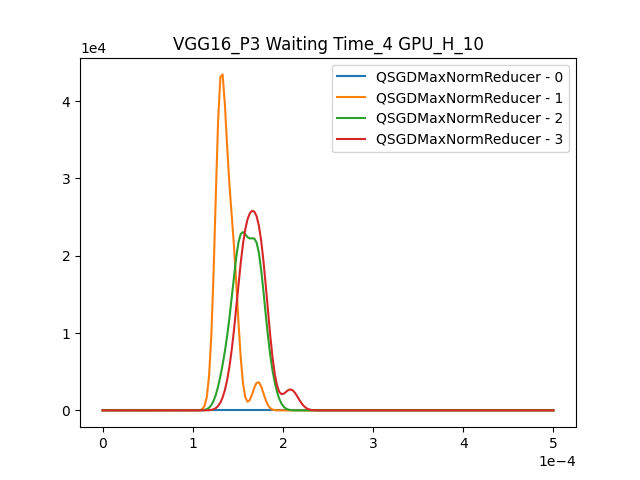 VGG16_P3 Waiting Time_4 GPU_H_10
1e4
QSGDMaxNormReducer - 0
QSGDMaxNormReducer - 1
QSGDMaxNormReducer - 2
QSGDMaxNormReducer - 3
4
3
2
1
0
0 1 2 3 4 5
1e−4